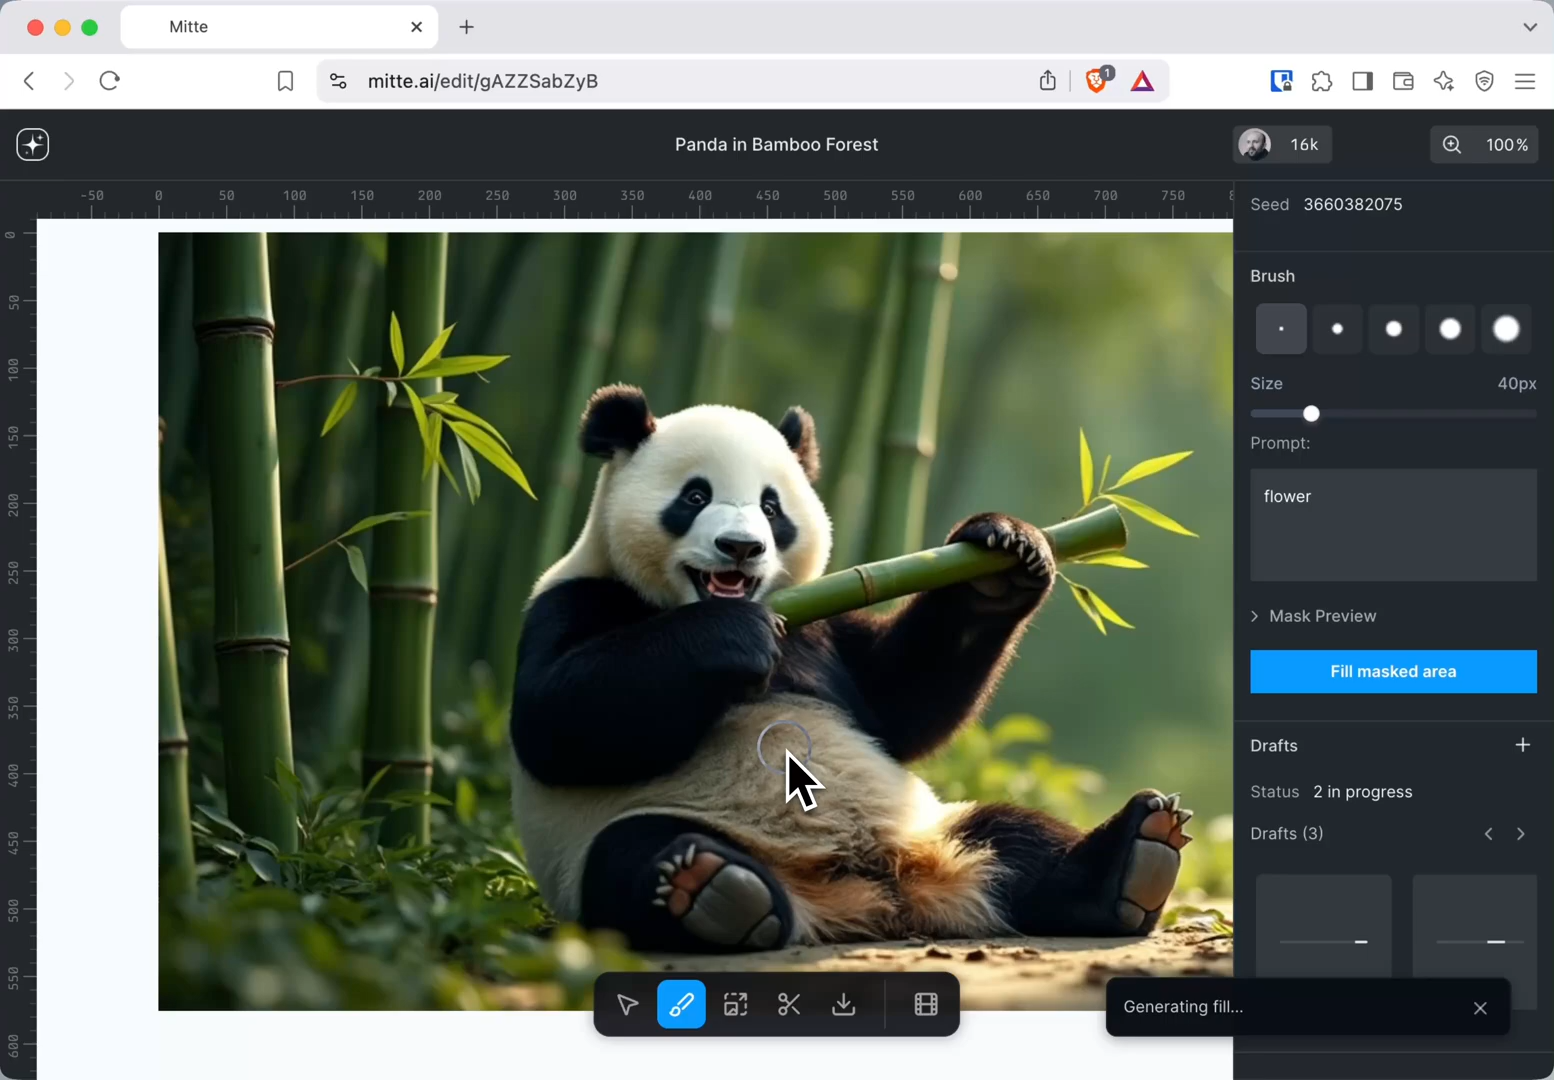 Mitte
mitte.ai/edit/gAZZSabZyB
1
Panda in Bamboo Forest
16k
100%
-50 0 50 100 150 200 250 300 350 400 450 500 550 600 650 700 750 8
0
50
100
150
200
250
300
350
400
450
500
550
600
Seed 3660382075
Brush
Size 40px
Prompt:
flower
Mask Preview
Fill masked area
Drafts
Status 2 in progress
Drafts (3)
Generating fill...